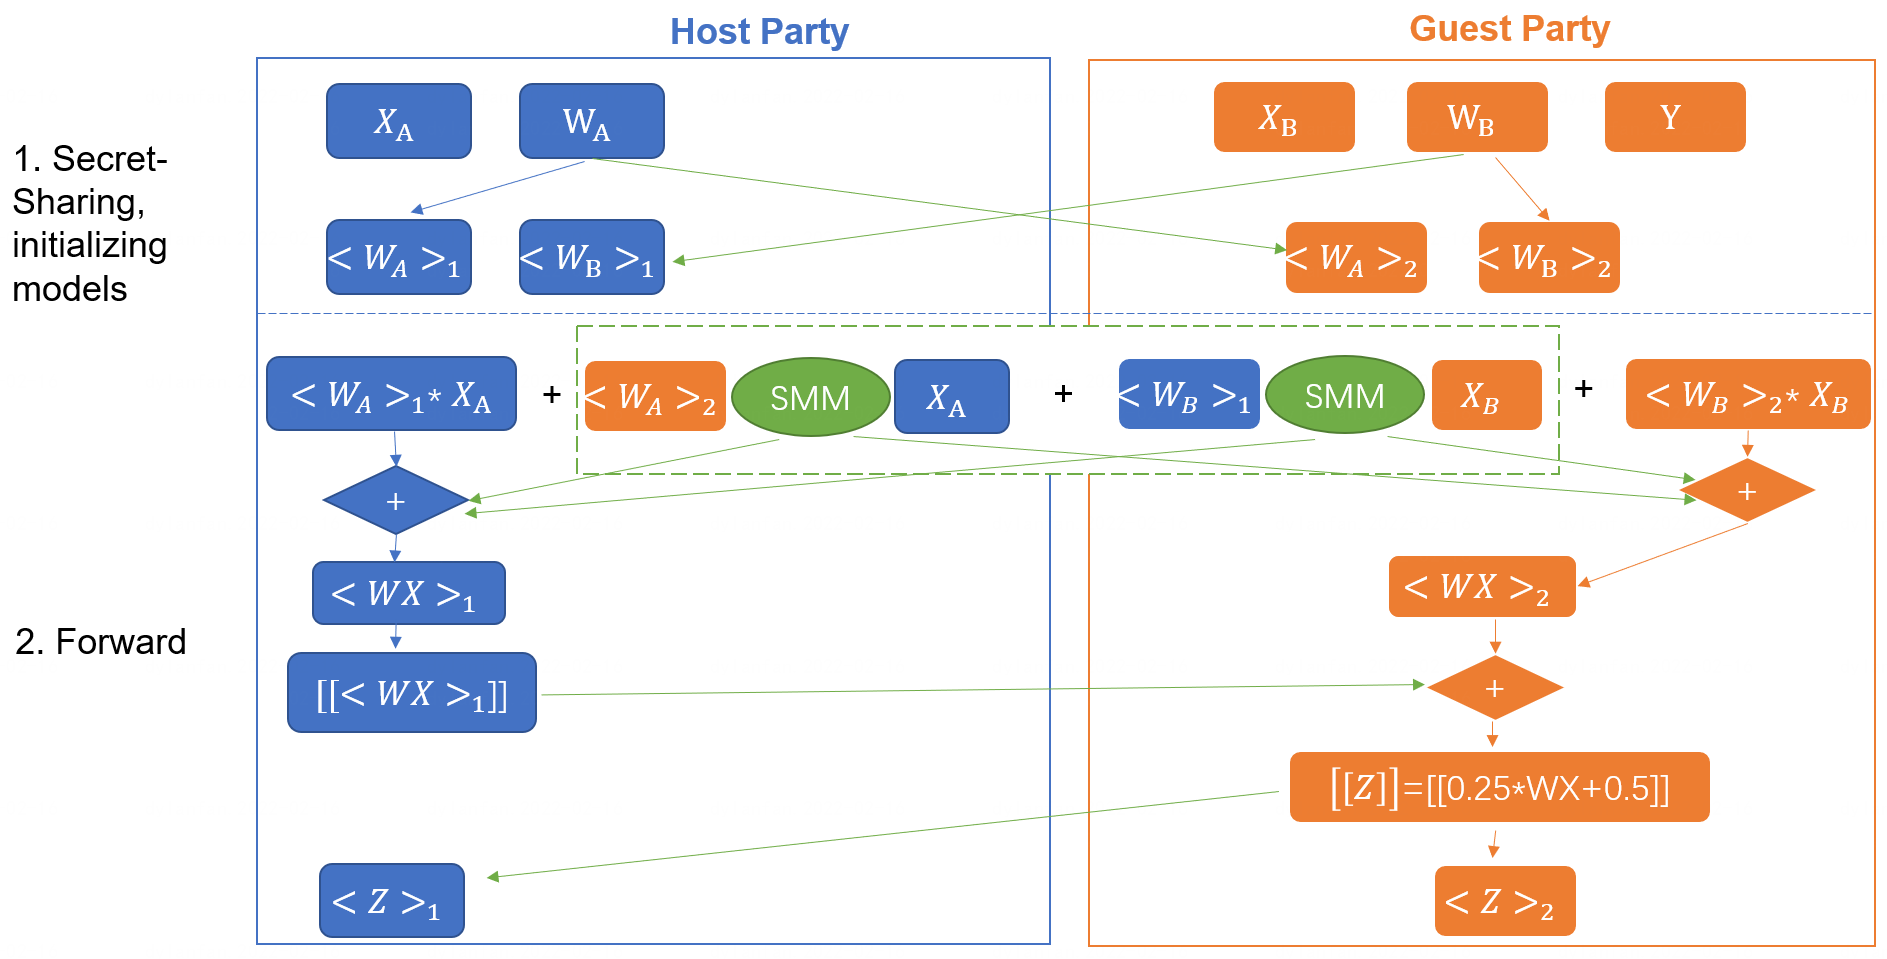 Host Party
Guest Party
X_A
W_A
X_B
W_B
Y
1. Secret-
Sharing,
initializing
models
< W_A >_1
< W_B >_1
< W_A >_2
< W_B >_2
< W_A >_1* X_A
+
< W_A >_2
SMM
X_A
+
< W_B >_1
SMM
X_B
+
< W_B >_2* X_B
+
+
< WX >_1
< WX >_2
2. Forward
[[< WX >_1]]
+
[[Z]]=[[0.25*WX+0.5]]
< Z >_1
< Z >_2